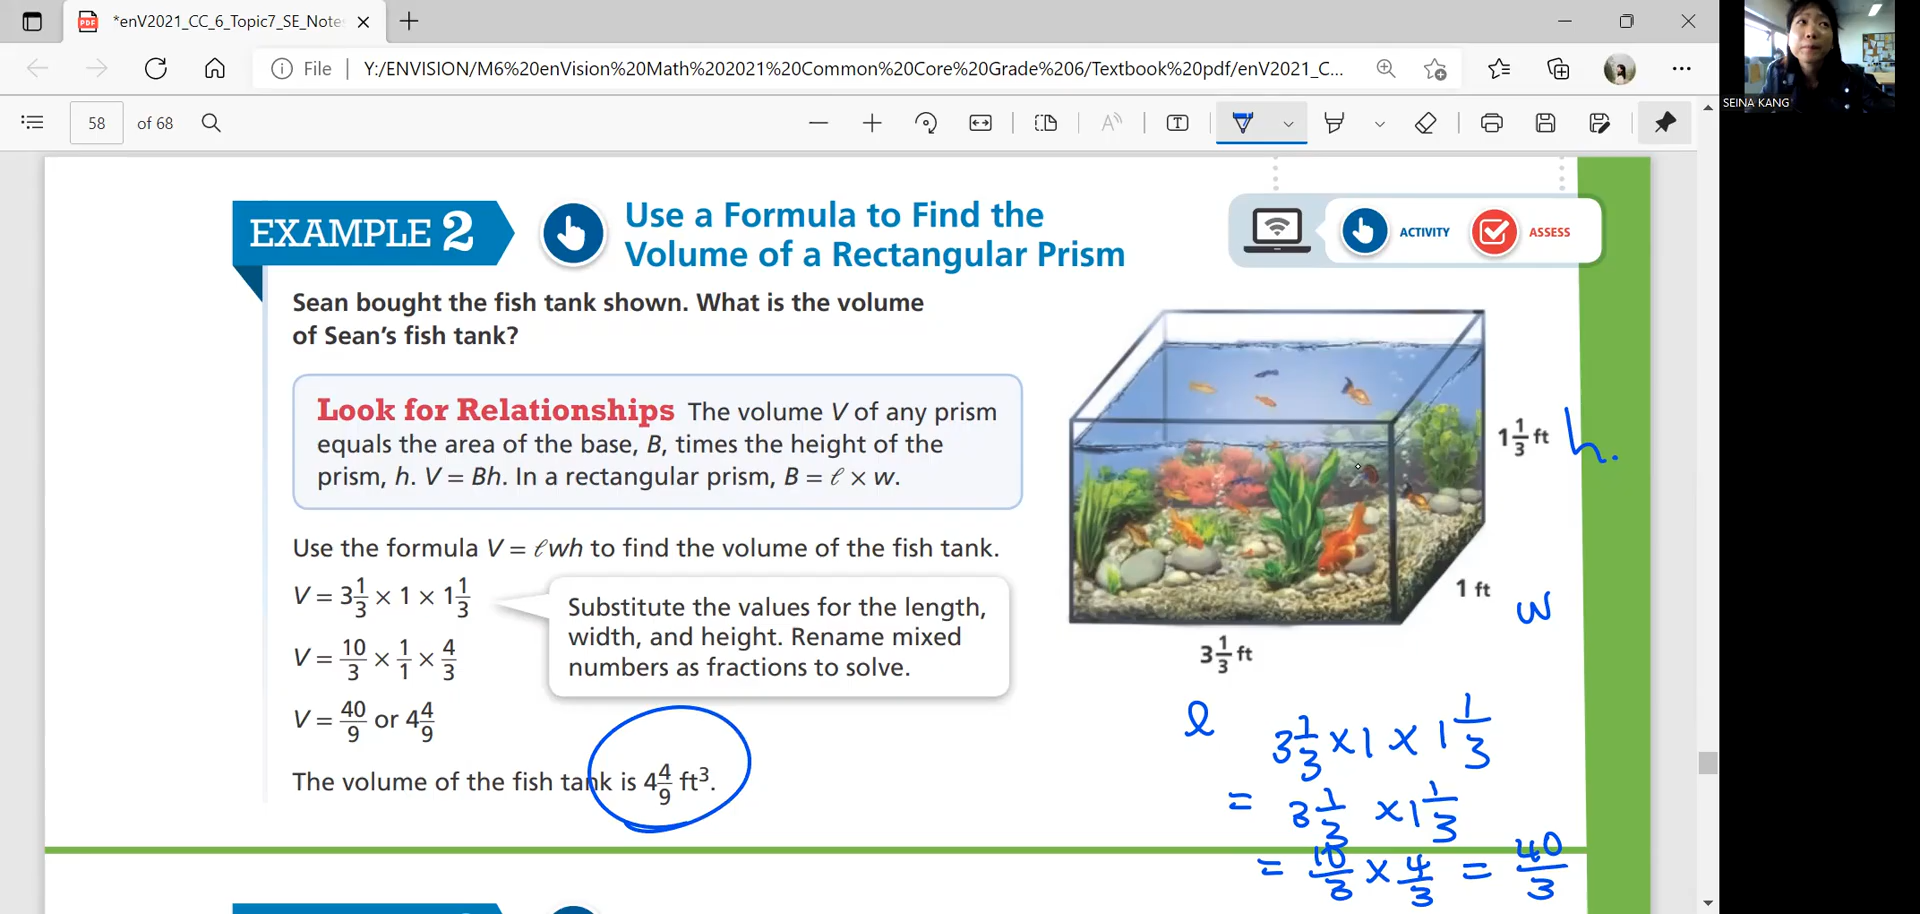 *enV2021_CC_6_Topic7_SE_Note
File
Y:/ENVISION/M6%20enVision%20Math%202021%20Common%20Core%20Grade%206/Textbook%20pdf/enV2021_C...
SEINA KANG
58 of 68
EXAMPLE 2
Use a Formula to Find the
Volume of a Rectangular Prism
ACTIVITY
ASSESS
Sean bought the fish tank shown. What is the volume
of Sean's fish tank?
Look for Relationships The volume V of any prism
equals the area of the base, B, times the height of the
prism, h. V = Bh. In a rectangular prism, B = ℓ × w.
Use the formula V = ℓwh to find the volume of the fish tank.
V = 3 1/3 × 1 × 1 1/3
V = 10/3 × 1/1 × 4/3
V = 40/9 or 4 4/9
Substitute the values for the length,
width, and height. Rename mixed
numbers as fractions to solve.
The volume of the fish tank is 4 4/9 ft³.
1 1/3 ft
h.
1 ft
w
3 1/3 ft
l
3 1/3 × 1 × 1 1/3
= 3 1/3 × 1 1/3
= 10/3 × 4/3 = 40/3